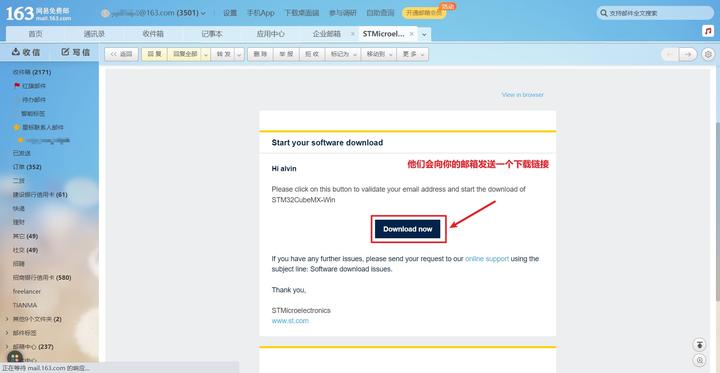 163 网易免费邮 mail.163.com
@163.com (3501)
设置 手机App 下载桌面端 参与调研 自助查询 开通邮箱会员 活动
支持邮件全文搜索
首页 通讯录 收件箱 记事本 应用中心 企业邮箱 × STMicroel... ×
收信 写信
<< 返回 回复 回复全部 转发 删除 举报 拒收 标记为 移动到 更多
收件箱 (2171)
红旗邮件
待办邮件
智能标签
星标联系人邮件
已发送
订单 (352)
二货
建设银行信用卡 (61)
快递
理财
其它 (49)
社交 (49)
招聘
招商银行信用卡 (580)
freelancer
TIANMA
其他9个文件夹 (2)
邮件标签
邮箱中心 (237)
中心
正在等待 mail.163.com 的响应...
View in browser
Start your software download
他们会向你的邮箱发送一个下载链接
Hi alvin
Please click on this button to validate your email address and start the download of
STM32CubeMX-Win
Download now
If you have any further issues, please send your request to our online support using the
subject line: Software download issues.
Thank you,
STMicroelectronics
www.st.com